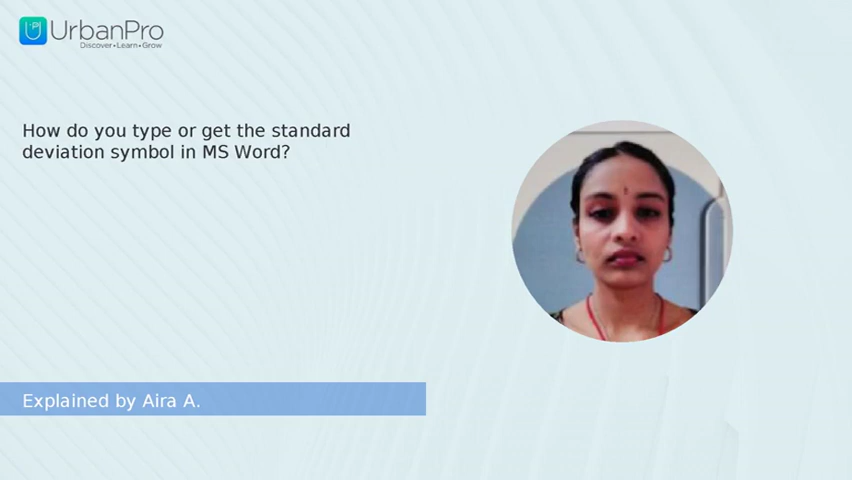 UrbanPro
Discover•Learn•Grow
How do you type or get the standard
deviation symbol in MS Word?
Explained by Aira A.